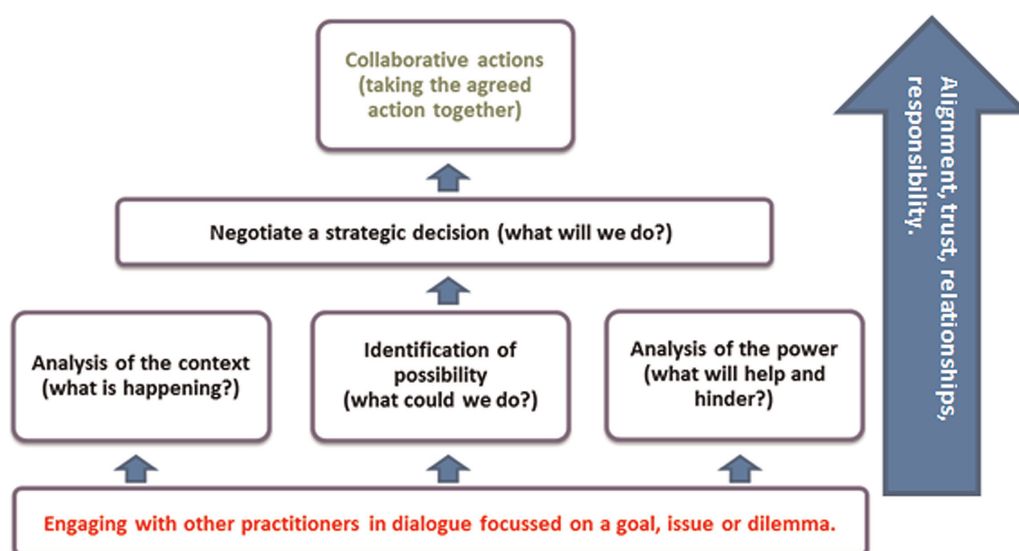 Collaborative actions
(taking the agreed
action together)
Negotiate a strategic decision (what will we do?)
Analysis of the context
(what is happening?)
Identification of
possibility
(what could we do?)
Analysis of the power
(what will help and
hinder?)
Engaging with other practitioners in dialogue focussed on a goal, issue or dilemma.
Alignment, trust, relationships,
responsibility.